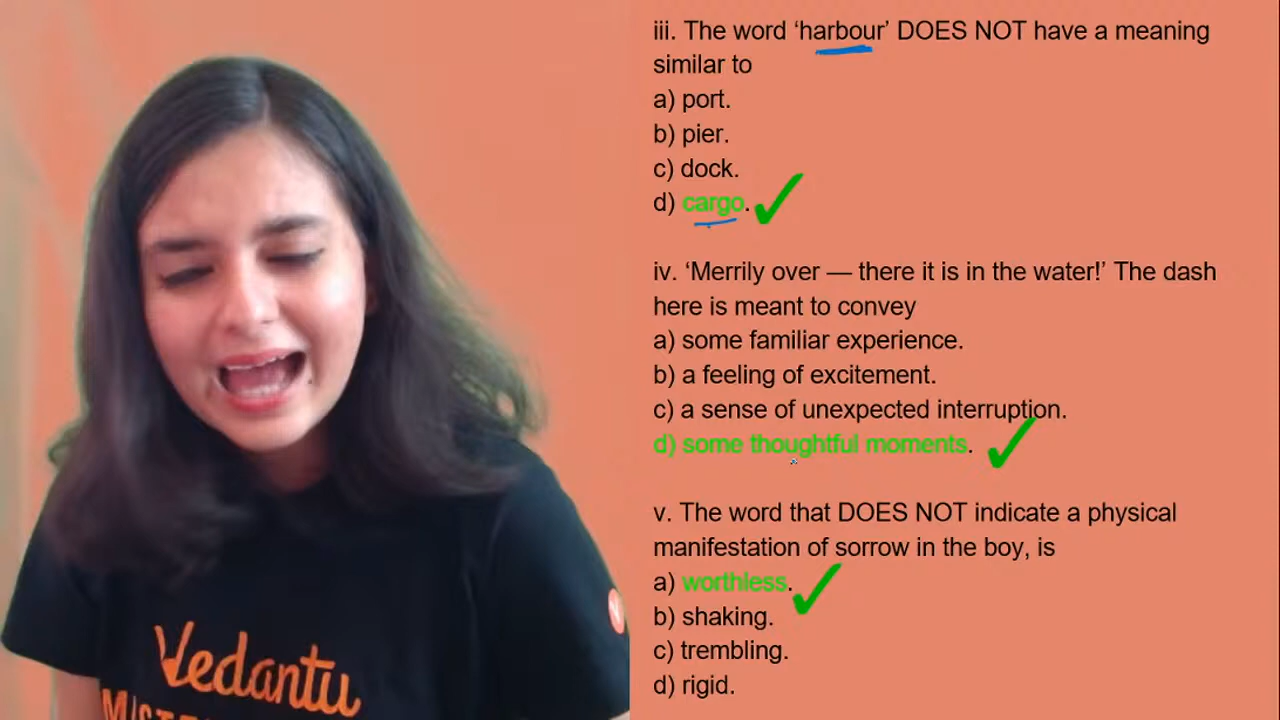 iii. The word ‘harbour’ DOES NOT have a meaning
similar to
a) port.
b) pier.
c) dock.
d) cargo.
iv. ‘Merrily over — there it is in the water!’ The dash
here is meant to convey
a) some familiar experience.
b) a feeling of excitement.
c) a sense of unexpected interruption.
d) some thoughtful moments.
v. The word that DOES NOT indicate a physical
manifestation of sorrow in the boy, is
a) worthless.
b) shaking.
c) trembling.
d) rigid.
Vedantu